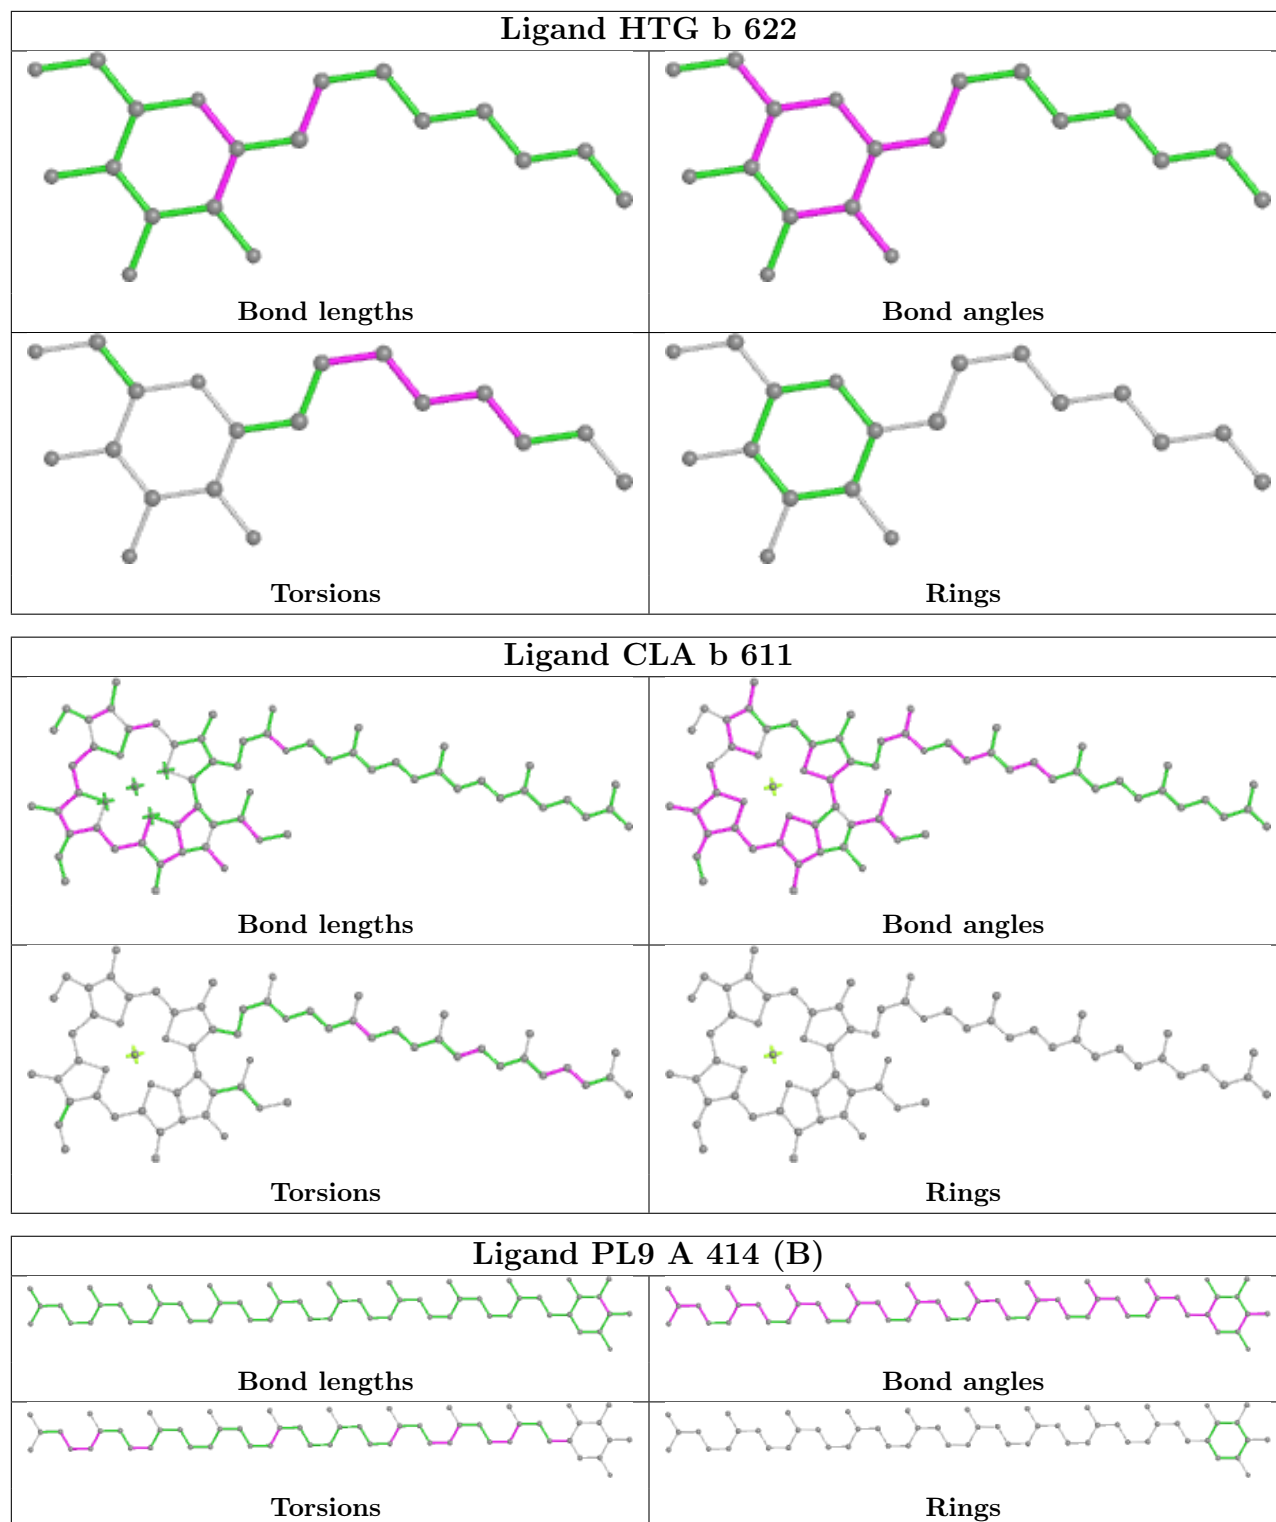 Ligand HTG b 622
Bond lengths
Bond angles
Torsions
Rings
Ligand CLA b 611
Bond lengths
Bond angles
Torsions
Rings
Ligand PL9 A 414 (B)
Bond lengths
Bond angles
Torsions
Rings